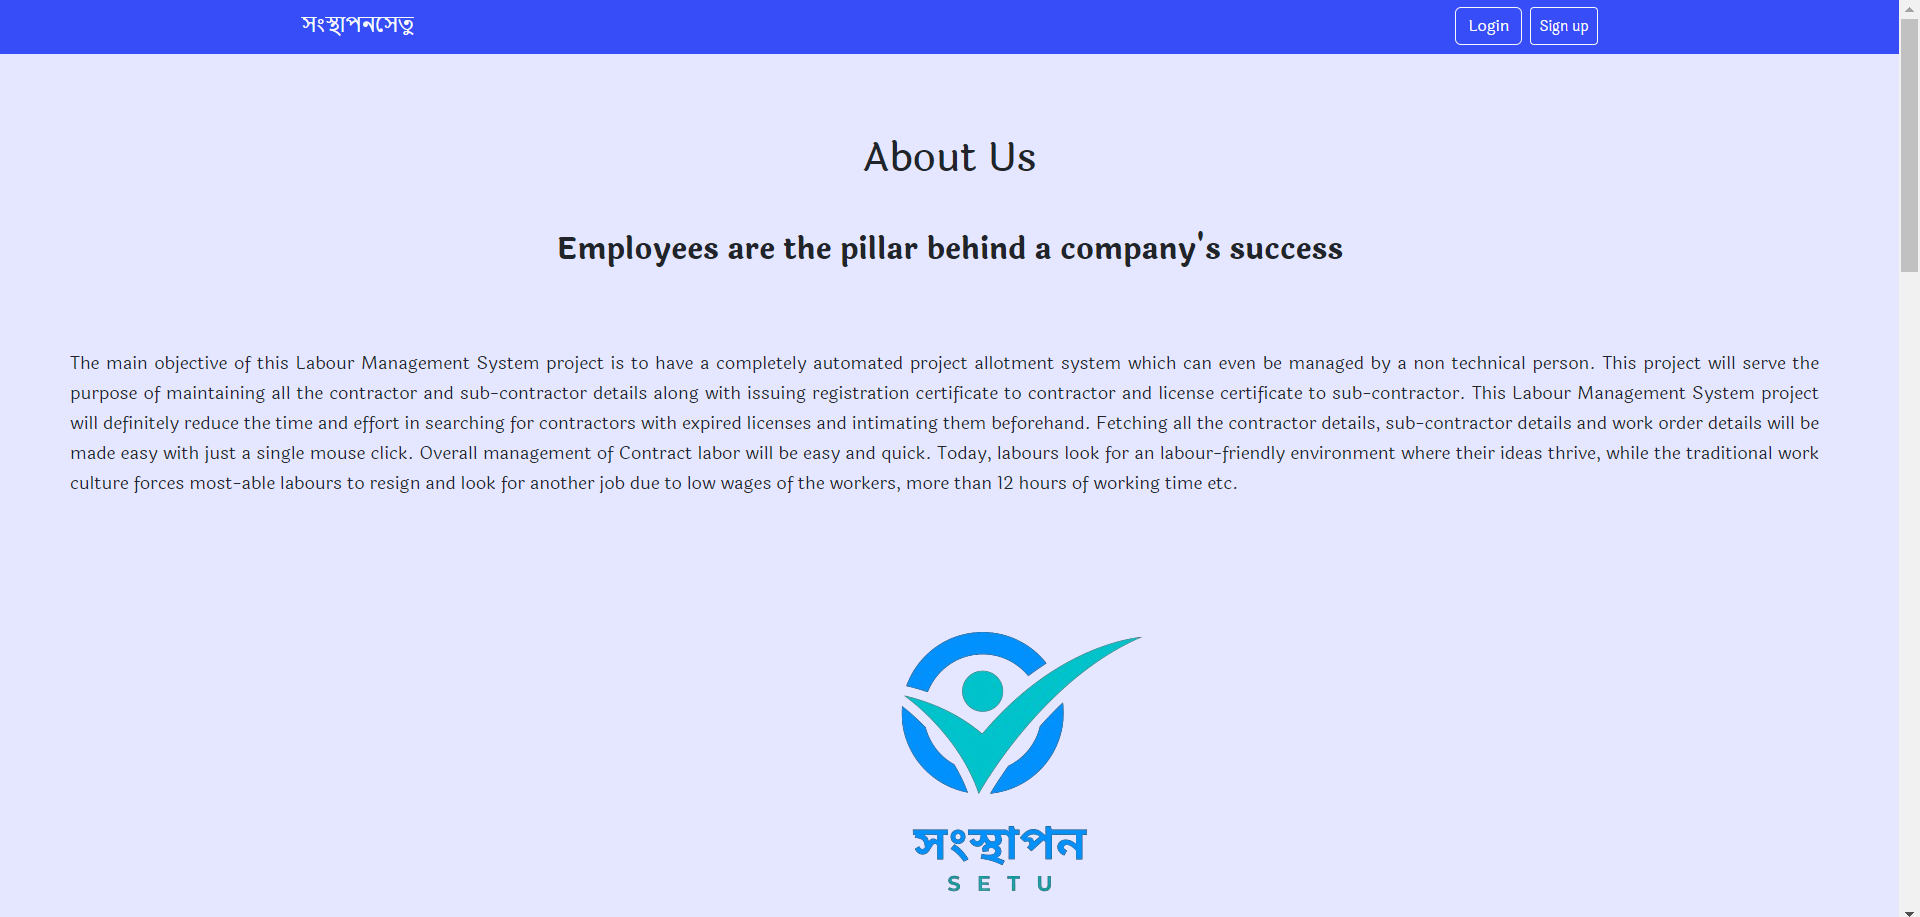 সংস্থাপনসেতু
Login
Sign up
About Us
Employees are the pillar behind a company's success
The main objective of this Labour Management System project is to have a completely automated project allotment system which can even be managed by a non technical person. This project will serve the
purpose of maintaining all the contractor and sub-contractor details along with issuing registration certificate to contractor and license certificate to sub-contractor. This Labour Management System project
will definitely reduce the time and effort in searching for contractors with expired licenses and intimating them beforehand. Fetching all the contractor details, sub-contractor details and work order details will be
made easy with just a single mouse click. Overall management of Contract labor will be easy and quick. Today, labours look for an labour-friendly environment where their ideas thrive, while the traditional work
culture forces most-able labours to resign and look for another job due to low wages of the workers, more than 12 hours of working time etc.
সংস্থাপন
SETU